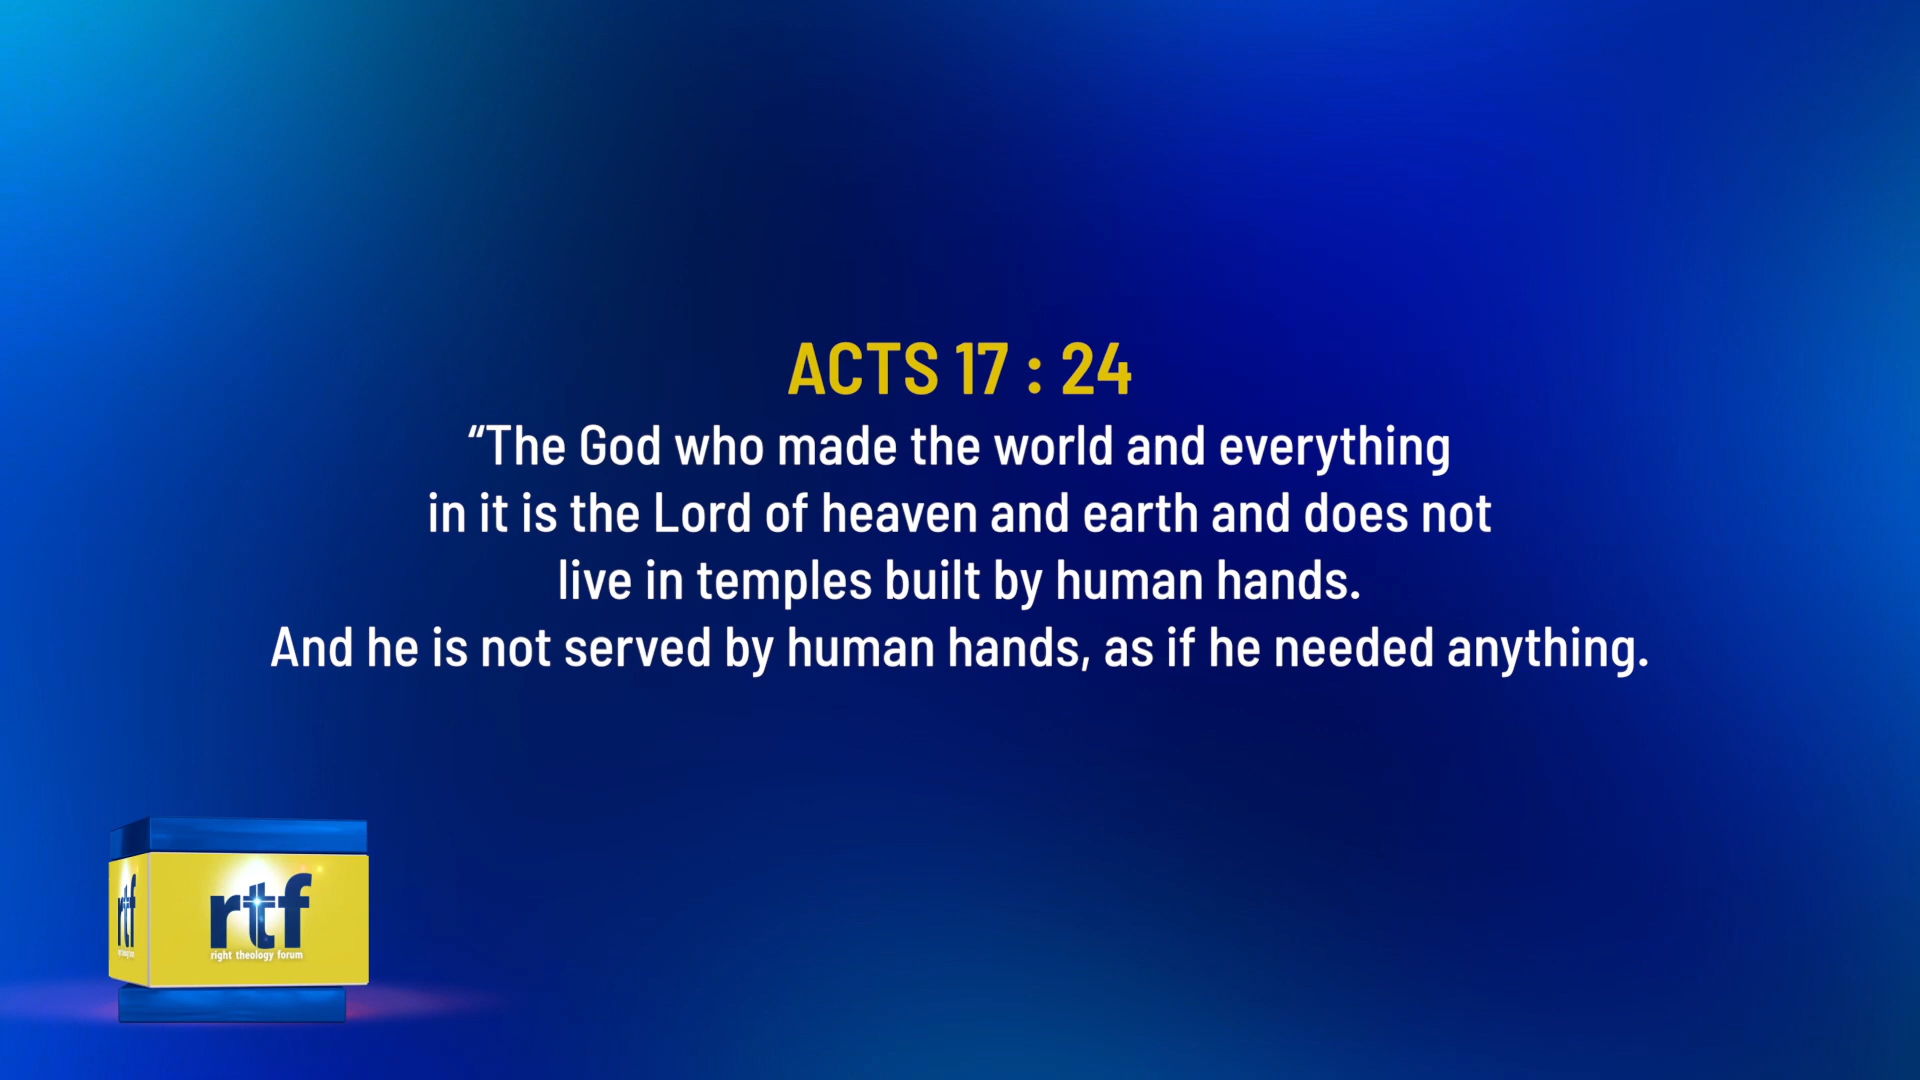 ACTS 17 : 24
“The God who made the world and everything
in it is the Lord of heaven and earth and does not
live in temples built by human hands.
And he is not served by human hands, as if he needed anything.
rtf
rtf
right theology forum